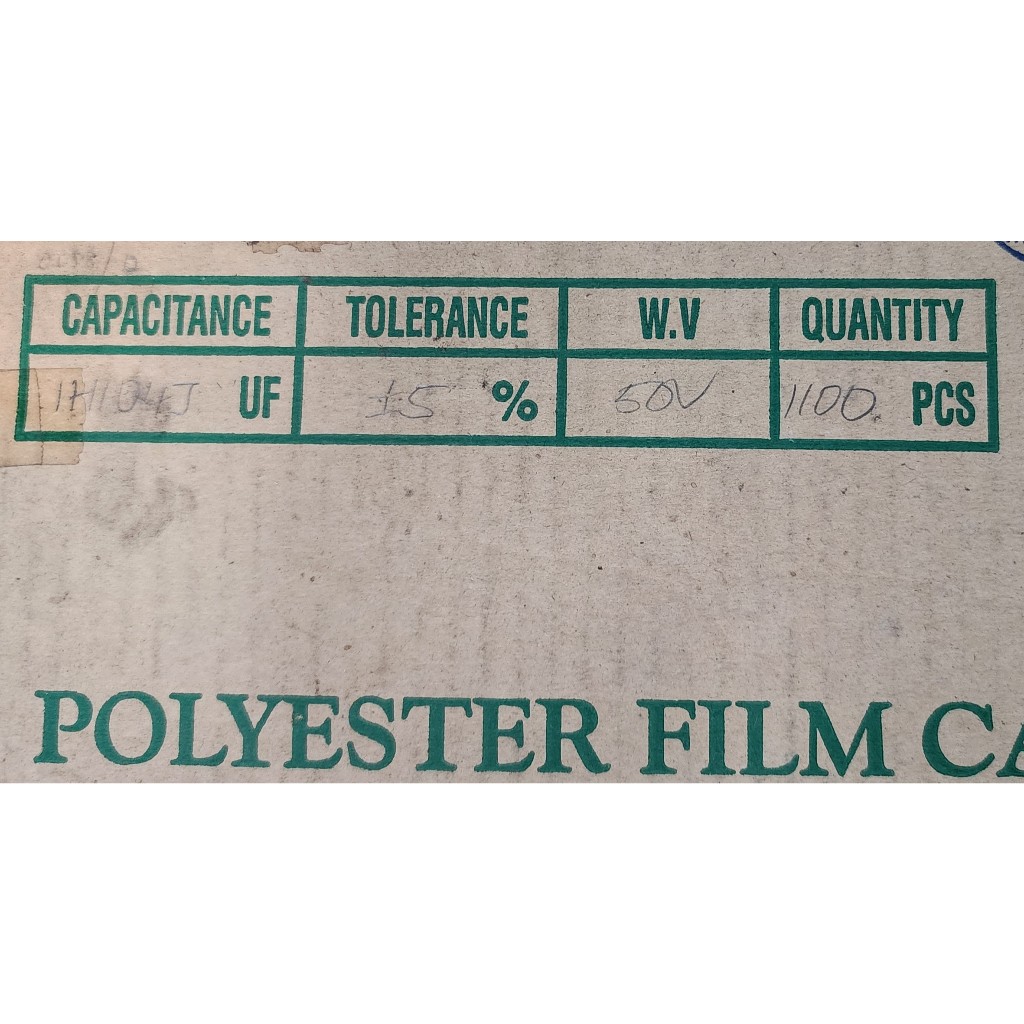 CAPACITANCE TOLERANCE W.V QUANTITY
1H104J UF ±5 % 50V 1100 PCS
POLYESTER FILM CA